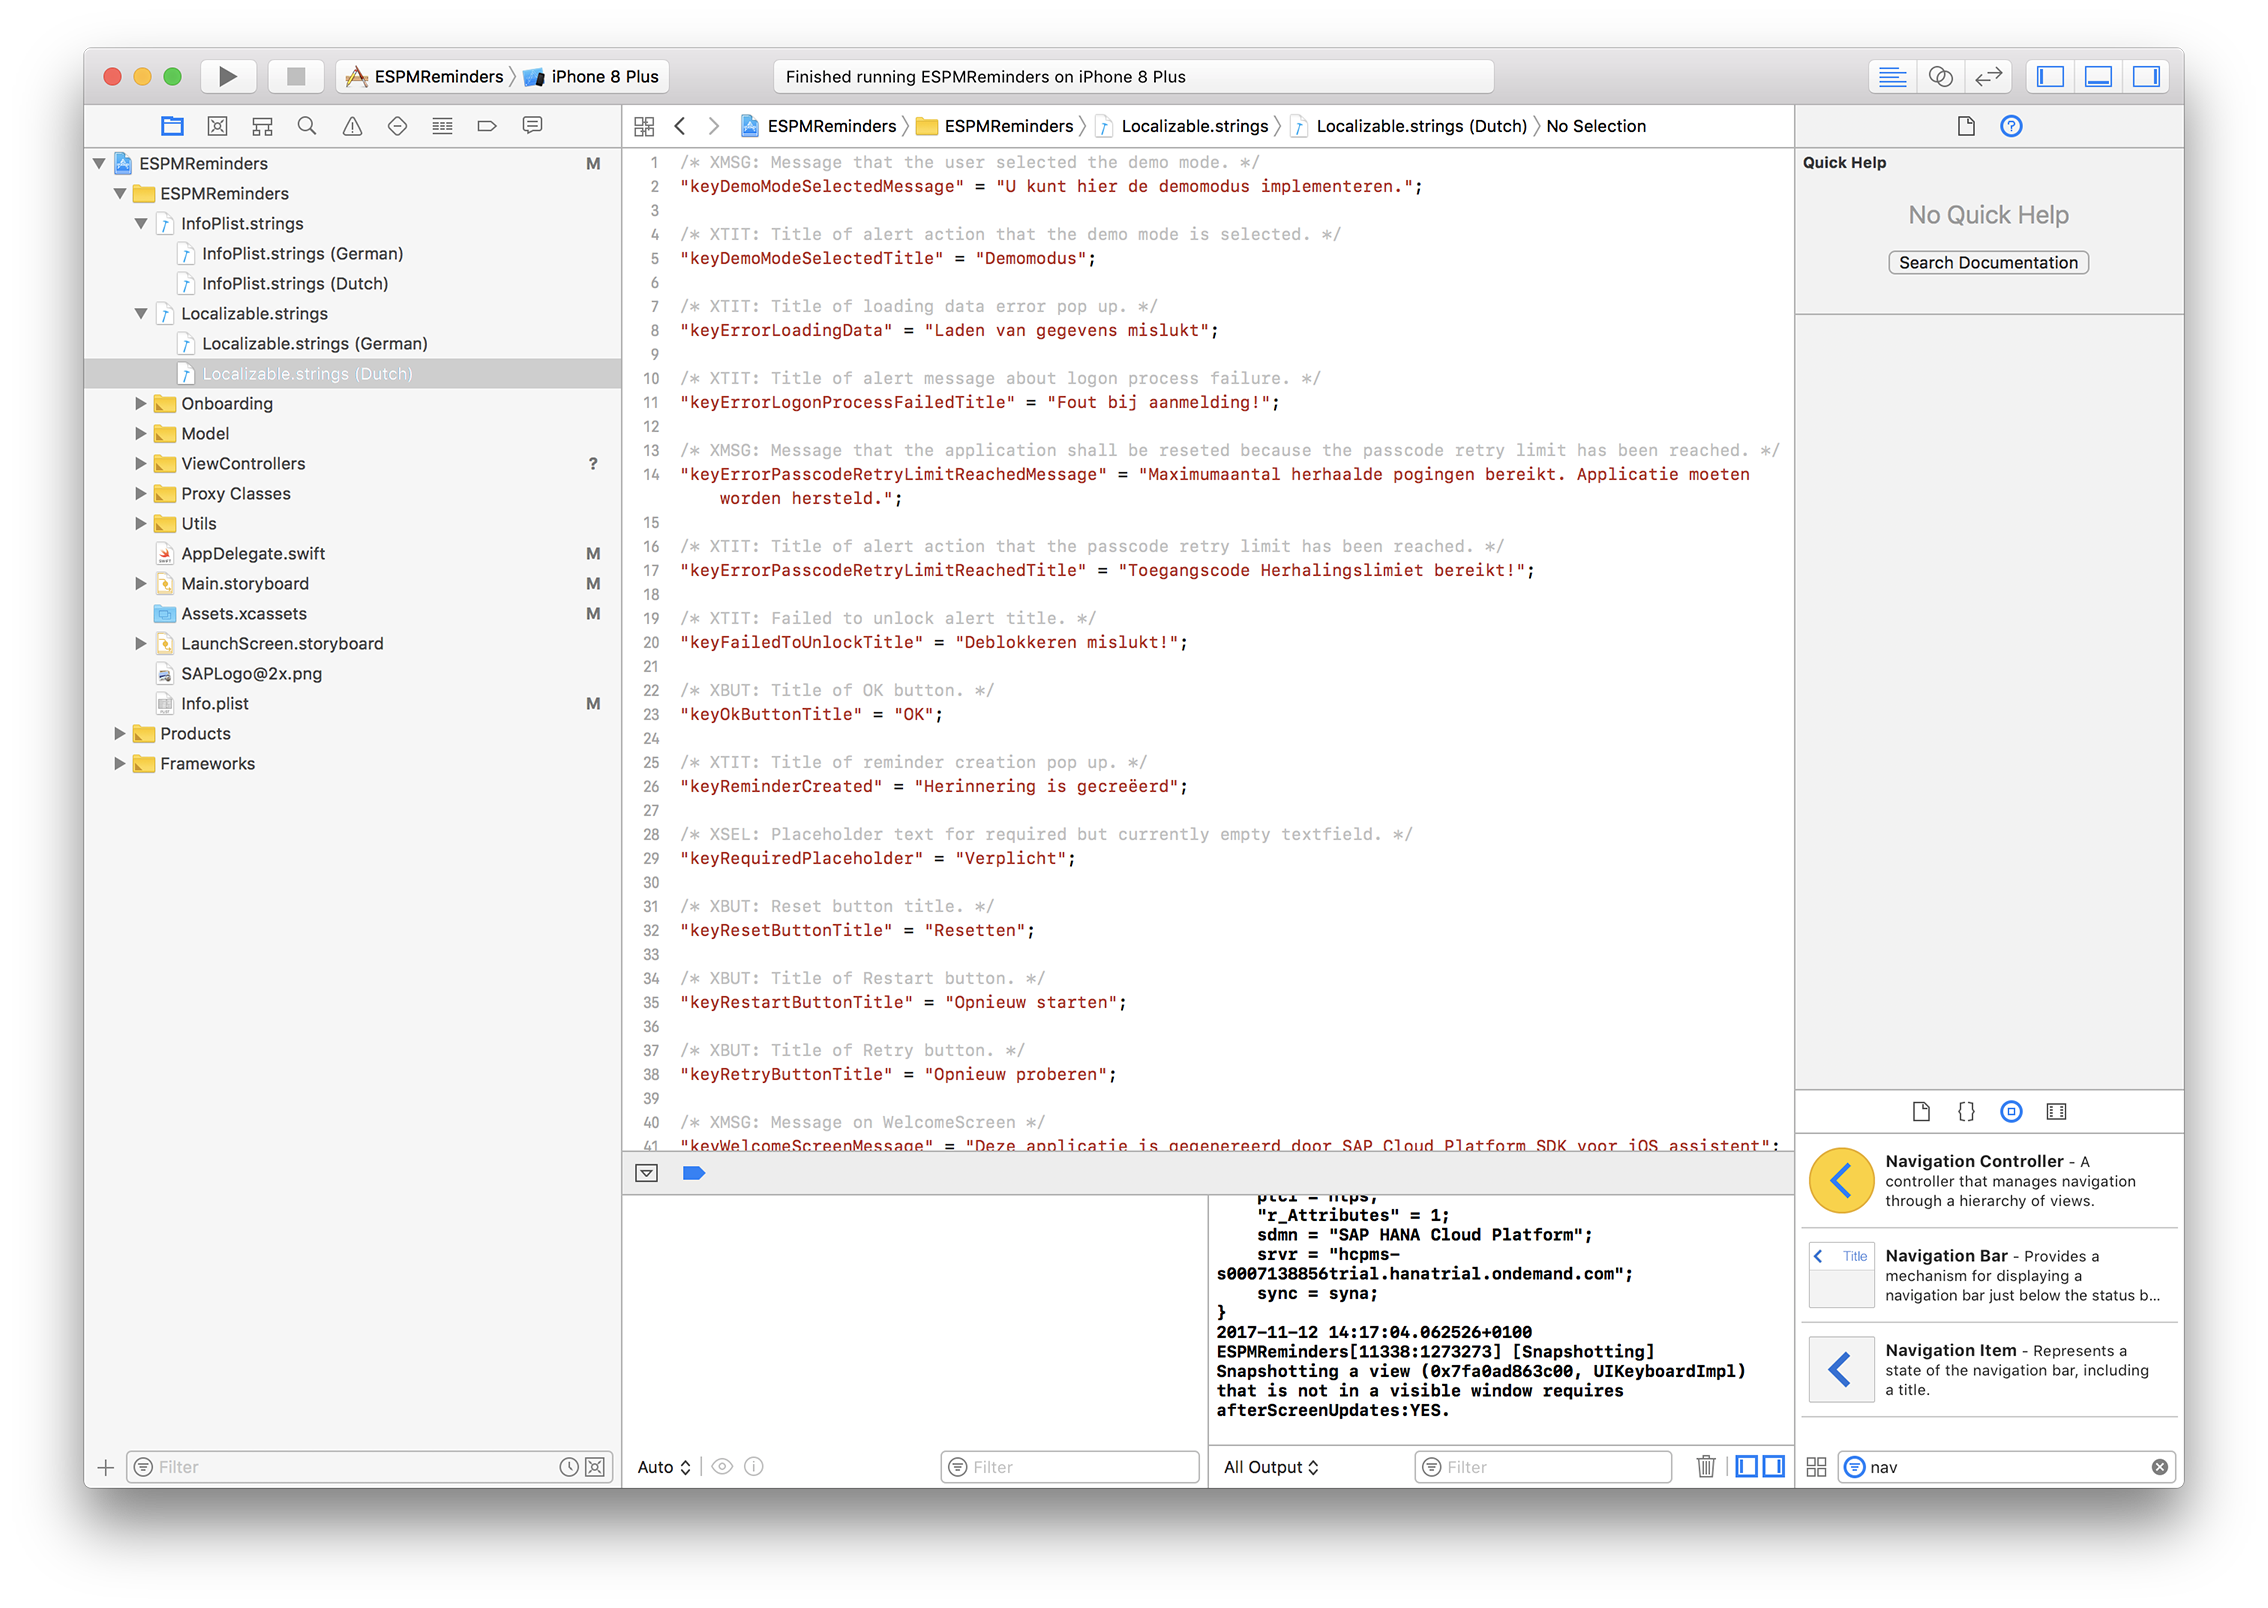 ESPMReminders
iPhone 8 Plus
Finished running ESPMReminders on iPhone 8 Plus
ESPMReminders
ESPMReminders
Localizable.strings
Localizable.strings (Dutch)
No Selection
ESPMReminders M
ESPMReminders
InfoPlist.strings
InfoPlist.strings (German)
InfoPlist.strings (Dutch)
Localizable.strings
Localizable.strings (German)
Localizable.strings (Dutch)
Onboarding
Model
ViewControllers ?
Proxy Classes
Utils
AppDelegate.swift M
Main.storyboard M
Assets.xcassets M
LaunchScreen.storyboard
SAPLogo@2x.png
Info.plist M
Products
Frameworks
Filter
1 /* XMSG: Message that the user selected the demo mode. */
2 "keyDemoModeSelectedMessage" = "U kunt hier de demomodus implementeren.";
3
4 /* XTIT: Title of alert action that the demo mode is selected. */
5 "keyDemoModeSelectedTitle" = "Demomodus";
6
7 /* XTIT: Title of loading data error pop up. */
8 "keyErrorLoadingData" = "Laden van gegevens mislukt";
9
10 /* XTIT: Title of alert message about logon process failure. */
11 "keyErrorLogonProcessFailedTitle" = "Fout bij aanmelding!";
12
13 /* XMSG: Message that the application shall be reseted because the passcode retry limit has been reached. */
14 "keyErrorPasscodeRetryLimitReachedMessage" = "Maximumaantal herhaalde pogingen bereikt. Applicatie moeten
worden hersteld.";
15
16 /* XTIT: Title of alert action that the passcode retry limit has been reached. */
17 "keyErrorPasscodeRetryLimitReachedTitle" = "Toegangscode Herhalingslimiet bereikt!";
18
19 /* XTIT: Failed to unlock alert title. */
20 "keyFailedToUnlockTitle" = "Deblokkeren mislukt!";
21
22 /* XBUT: Title of OK button. */
23 "keyOkButtonTitle" = "OK";
24
25 /* XTIT: Title of reminder creation pop up. */
26 "keyReminderCreated" = "Herinnering is gecreëerd";
27
28 /* XSEL: Placeholder text for required but currently empty textfield. */
29 "keyRequiredPlaceholder" = "Verplicht";
30
31 /* XBUT: Reset button title. */
32 "keyResetButtonTitle" = "Resetten";
33
34 /* XBUT: Title of Restart button. */
35 "keyRestartButtonTitle" = "Opnieuw starten";
36
37 /* XBUT: Title of Retry button. */
38 "keyRetryButtonTitle" = "Opnieuw proberen";
39
40 /* XMSG: Message on WelcomeScreen */
41 "keyWelcomeScreenMessage" = "Deze applicatie is gegenereerd door SAP Cloud Platform SDK voor iOS assistent";
Auto
Filter
ptcl = htps;
"r_Attributes" = 1;
sdmn = "SAP HANA Cloud Platform";
srvr = "hcpms-
s0007138856trial.hanatrial.ondemand.com";
sync = syna;
}
2017-11-12 14:17:04.062526+0100
ESPMReminders[11338:1273273] [Snapshotting]
Snapshotting a view (0x7fa0ad863c00, UIKeyboardImpl)
that is not in a visible window requires
afterScreenUpdates:YES.
All Output
Filter
Quick Help
No Quick Help
Search Documentation
Navigation Controller - A
controller that manages navigation
through a hierarchy of views.
Title
Navigation Bar - Provides a
mechanism for displaying a
navigation bar just below the status b...
Navigation Item - Represents a
state of the navigation bar, including
a title.
nav